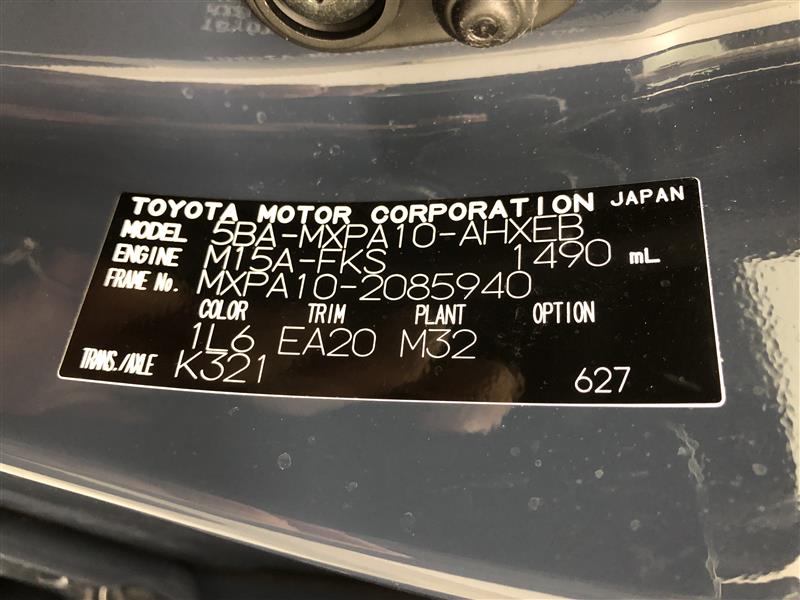 TOYOTA MOTOR CORPORATION JAPAN
MODEL 5BA-MXPA10-AHXEB
ENGINE M15A-FKS 1490 mL
FRAME No. MXPA10-2085940
COLOR TRIM PLANT OPTION
1L6 EA20 M32
TRANS./AXLE K321
627